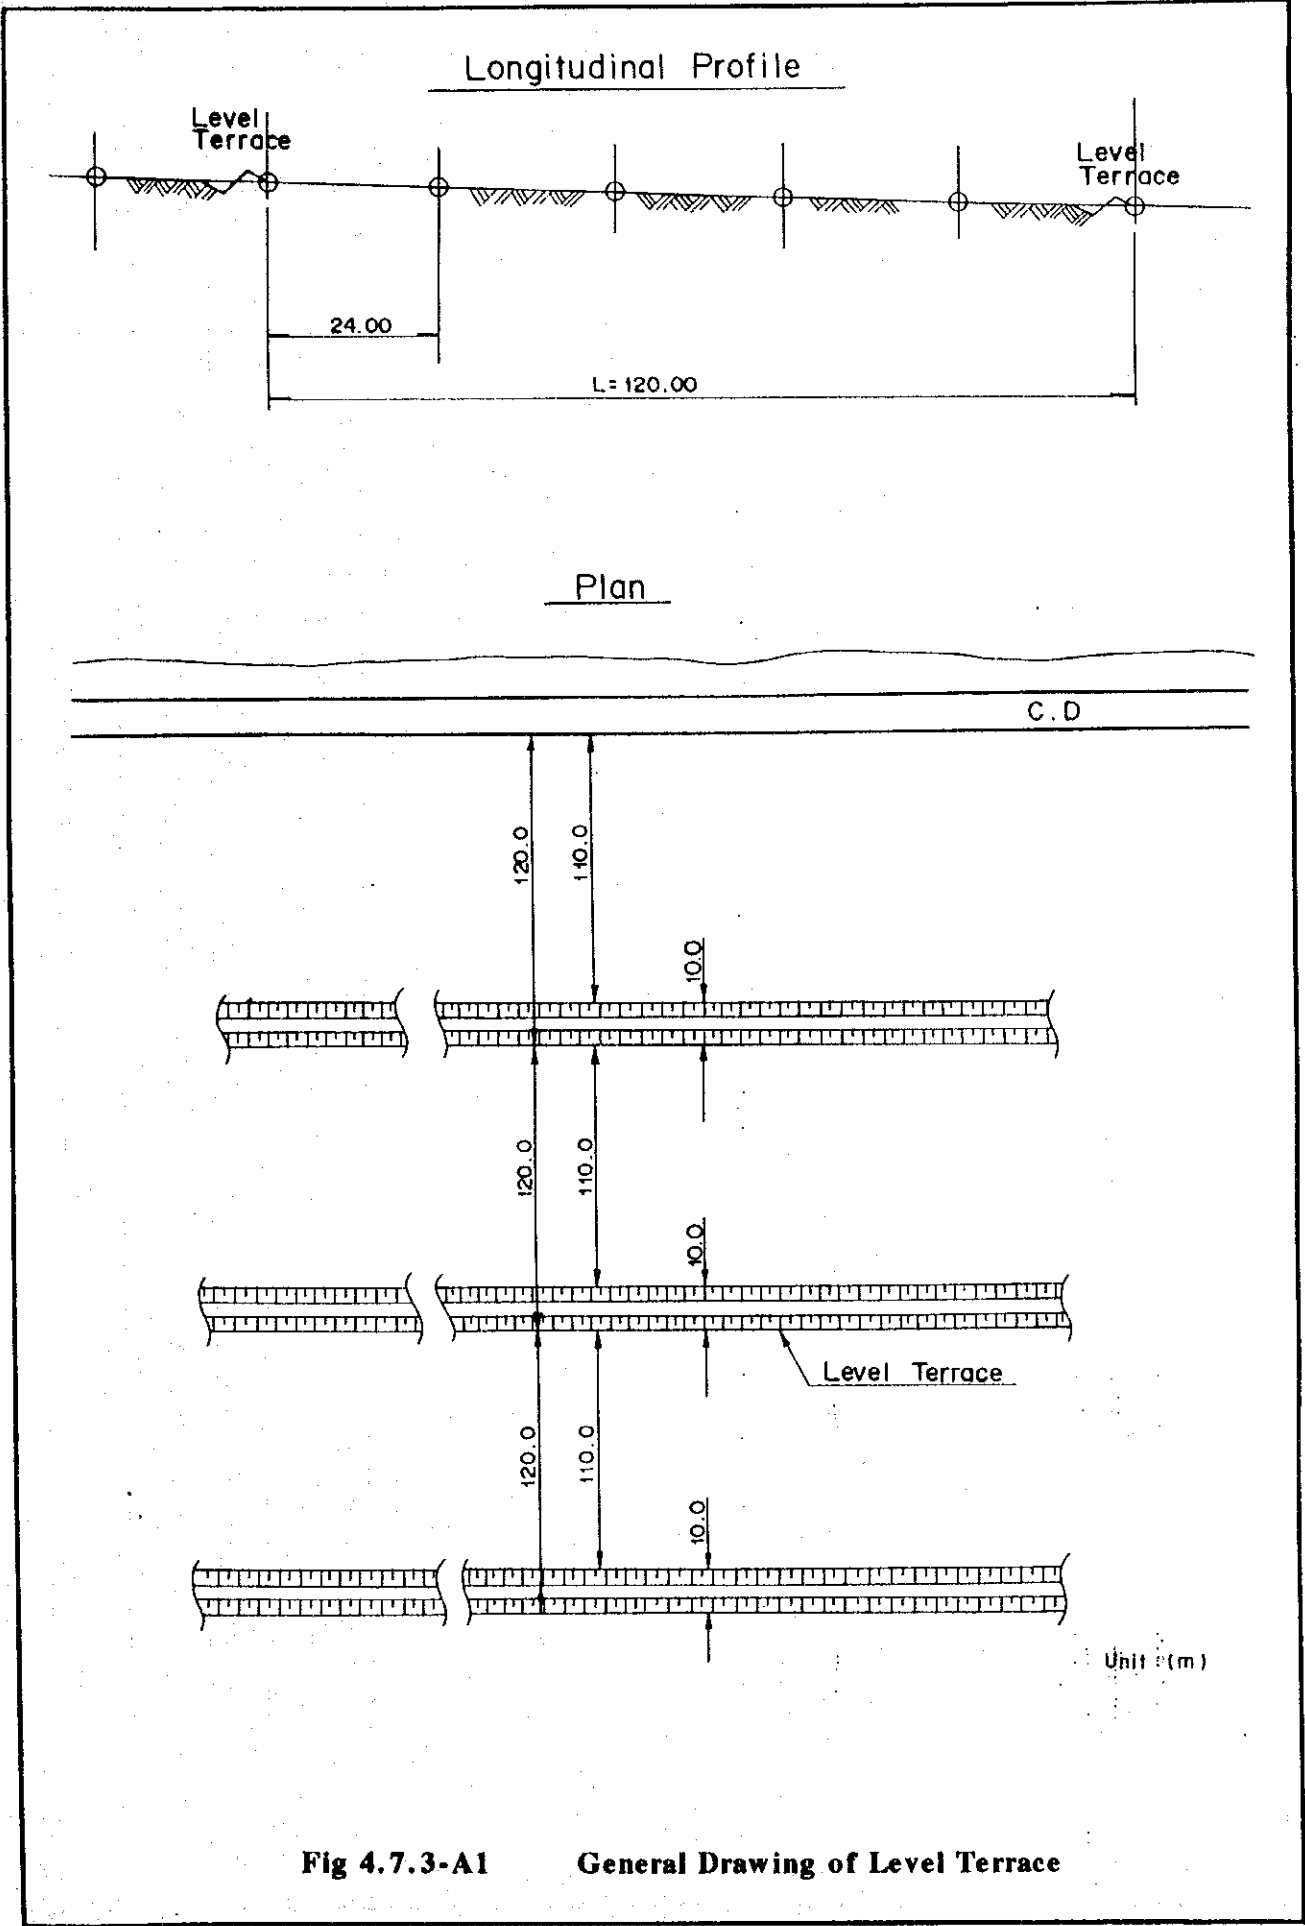 Longitudinal Profile
Level
Terrace
Level
Terrace
24.00
L=120.00
Plan
C.D
120.0
110.0
10.0
120.0
110.0
10.0
Level Terrace
120.0
110.0
10.0
Unit : (m)
Fig 4.7.3-A1 General Drawing of Level Terrace